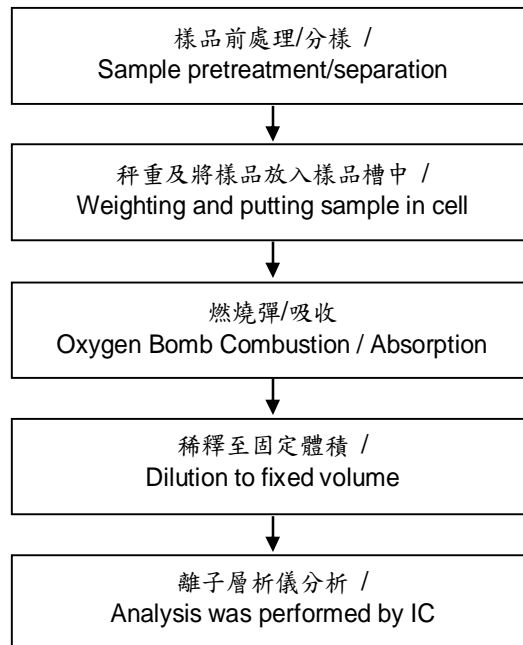 樣品前處理/分樣 /
Sample pretreatment/separation
秤重及將樣品放入樣品槽中 /
Weighting and putting sample in cell
燃燒彈/吸收
Oxygen Bomb Combustion / Absorption
稀釋至固定體積 /
Dilution to fixed volume
離子層析儀分析 /
Analysis was performed by IC